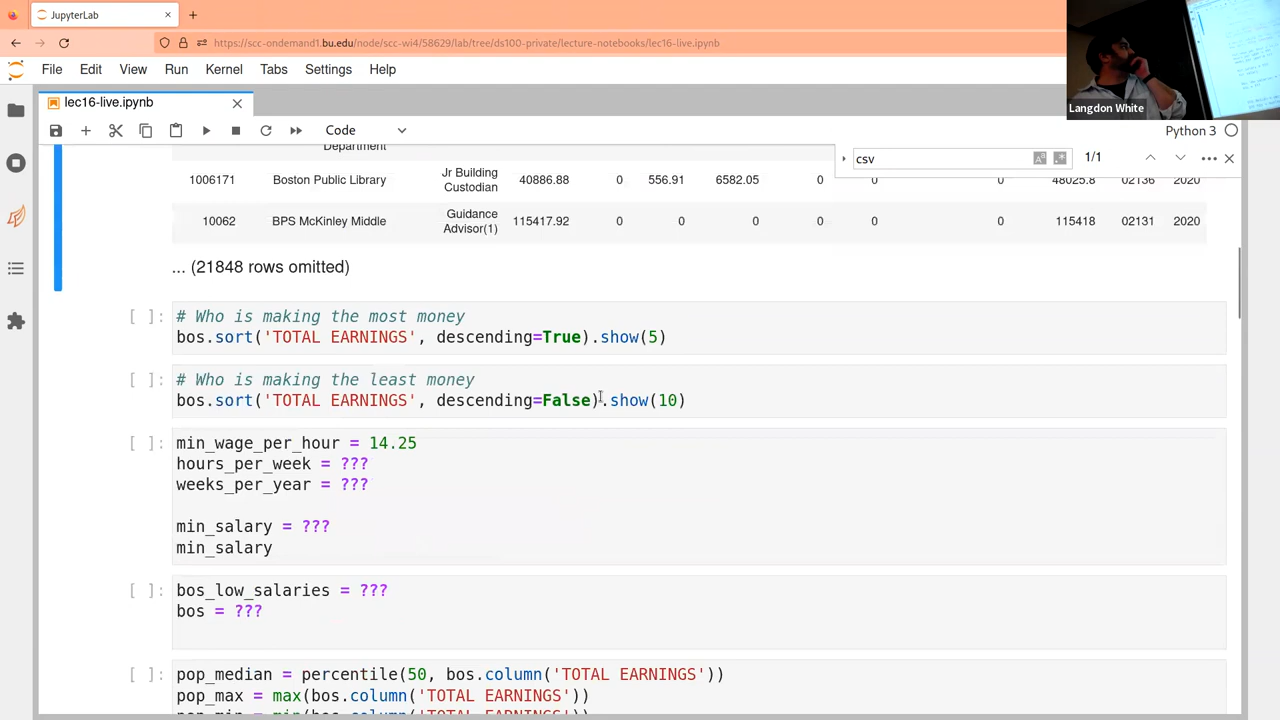 JupyterLab
https://scc-ondemand1.bu.edu/node/scc-wi4/58629/lab/tree/ds100-private/lecture-notebooks/lec16-live.ipynb
Langdon White
File Edit View Run Kernel Tabs Settings Help
lec16-live.ipynb
Code
Python 3
csv 1/1
Department
1006171 Boston Public Library Jr Building Custodian 40886.88 0 556.91 6582.05 0 0 0 48025.8 02136 2020
10062 BPS McKinley Middle Guidance Advisor(1) 115417.92 0 0 0 0 0 0 115418 02131 2020
... (21848 rows omitted)
[ ]: # Who is making the most money
bos.sort('TOTAL EARNINGS', descending=True).show(5)
[ ]: # Who is making the least money
bos.sort('TOTAL EARNINGS', descending=False).show(10)
[ ]: min_wage_per_hour = 14.25
hours_per_week = ???
weeks_per_year = ???
min_salary = ???
min_salary
[ ]: bos_low_salaries = ???
bos = ???
[ ]: pop_median = percentile(50, bos.column('TOTAL EARNINGS'))
pop_max = max(bos.column('TOTAL EARNINGS'))
pop_min = min(bos.column('TOTAL EARNINGS'))